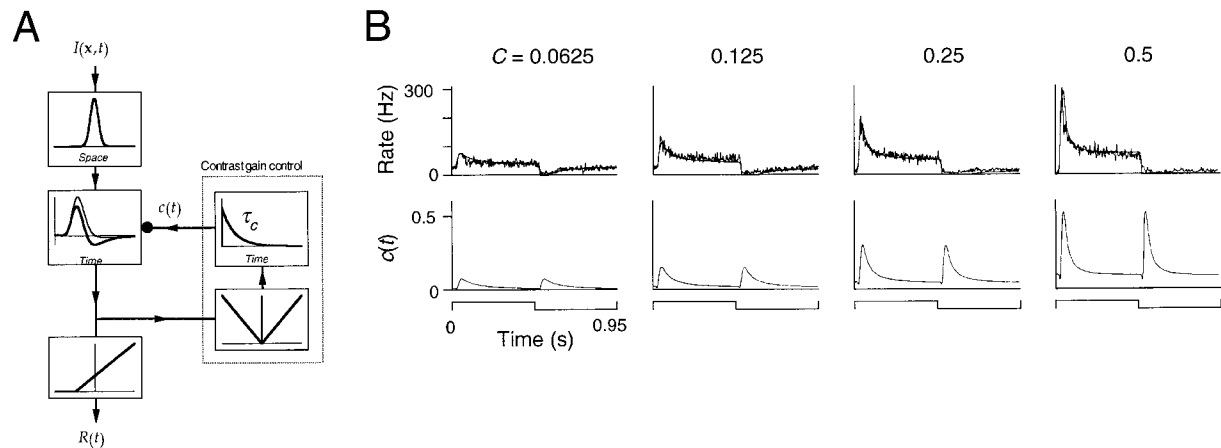 A
I(x,t)
Space
Contrast gain control
c(t)
τc
Time
Time
R(t)
B
C = 0.0625 0.125 0.25 0.5
300
Rate (Hz)
0
0.5
c(t)
0
0 0.95
Time (s)